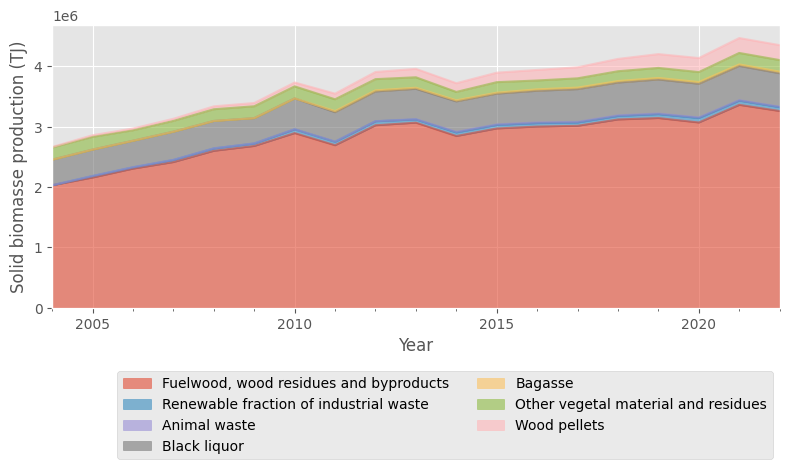 1e6
4
3
2
1
0
Solid biomasse production (TJ)
2005 2010 2015 2020
Year
Fuelwood, wood residues and byproducts
Renewable fraction of industrial waste
Animal waste
Black liquor
Bagasse
Other vegetal material and residues
Wood pellets